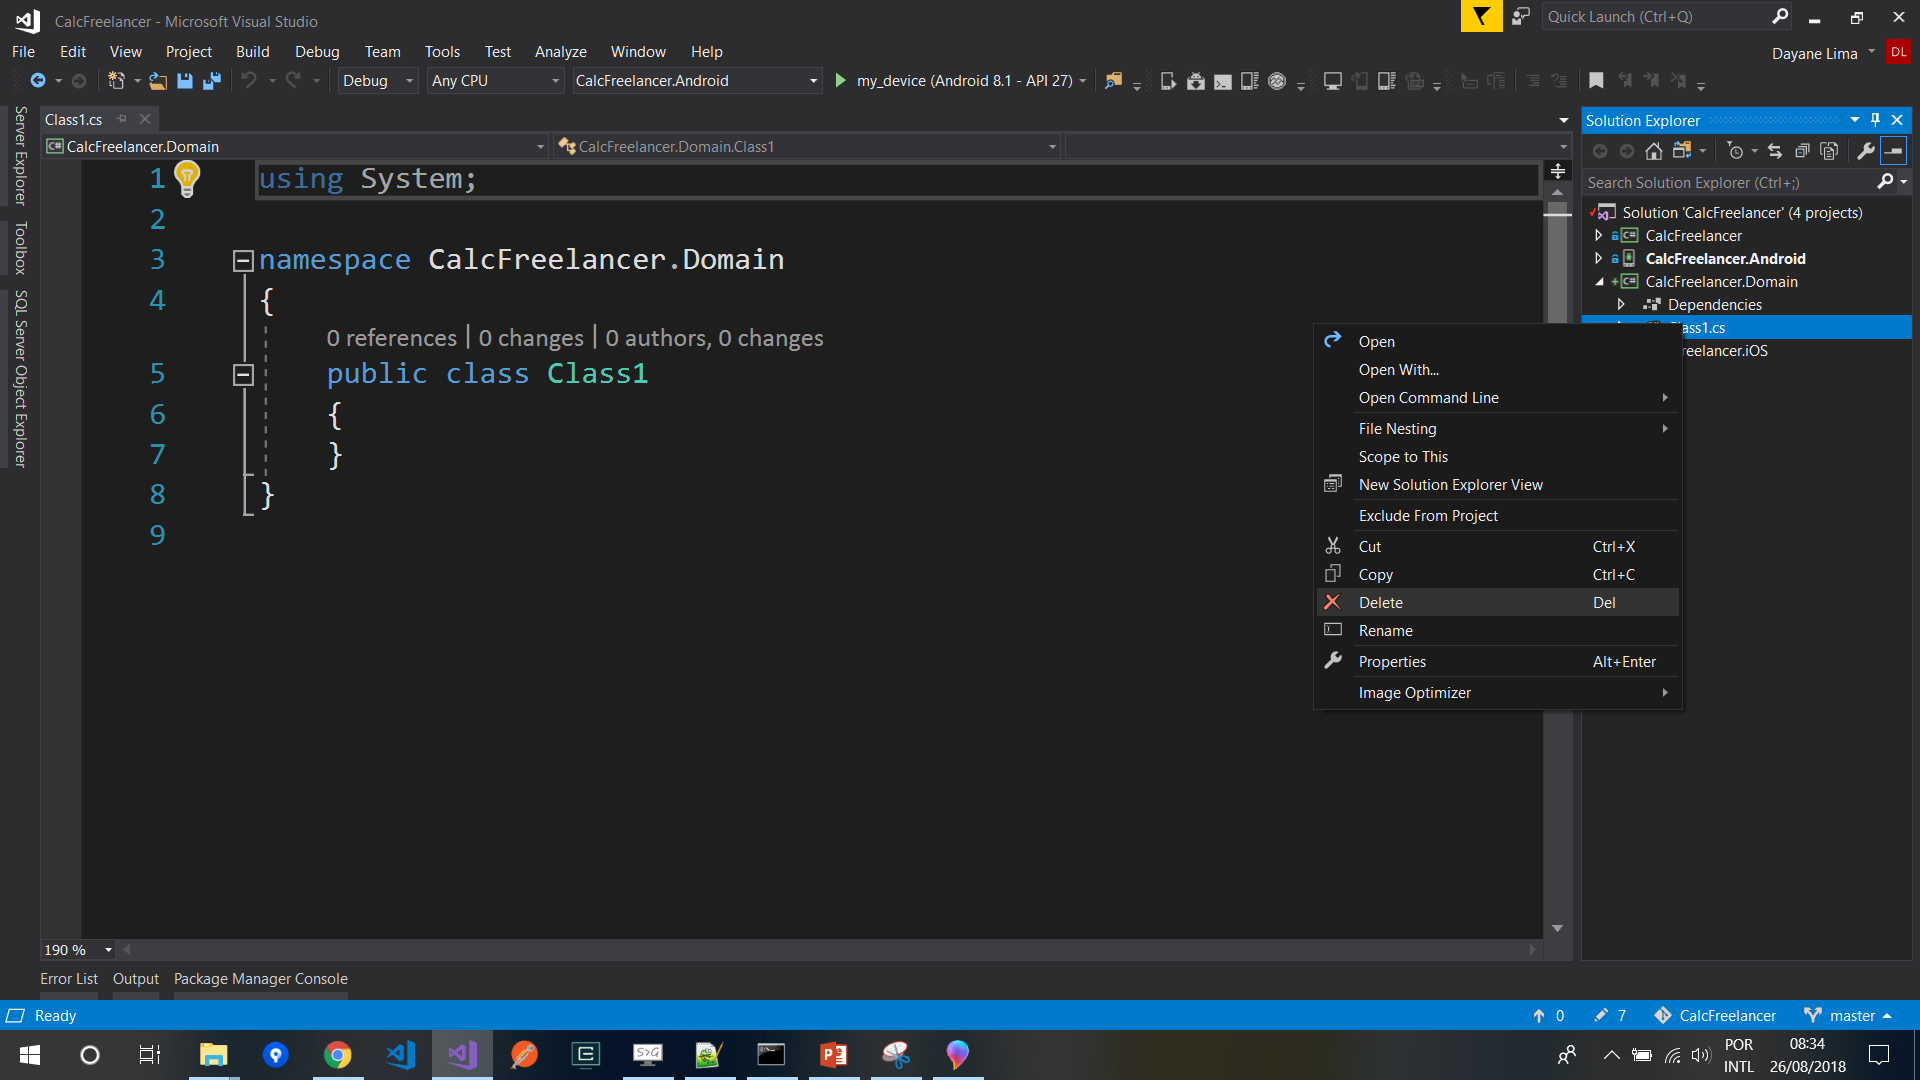 CalcFreelancer - Microsoft Visual Studio
Quick Launch (Ctrl+Q)
File Edit View Project Build Debug Team Tools Test Analyze Window Help
Dayane Lima DL
Debug Any CPU CalcFreelancer.Android my_device (Android 8.1 - API 27)
Server Explorer
Toolbox
SQL Server Object Explorer
Class1.cs
CalcFreelancer.Domain CalcFreelancer.Domain.Class1
1 using System;
2
3 namespace CalcFreelancer.Domain
4 {
0 references | 0 changes | 0 authors, 0 changes
5 public class Class1
6 {
7 }
8 }
9
190 %
Solution Explorer
Search Solution Explorer (Ctrl+;)
Solution 'CalcFreelancer' (4 projects)
C# CalcFreelancer
CalcFreelancer.Android
C# CalcFreelancer.Domain
Dependencies
lass1.cs
reelancer.iOS
Open
Open With...
Open Command Line
File Nesting
Scope to This
New Solution Explorer View
Exclude From Project
Cut Ctrl+X
Copy Ctrl+C
Delete Del
Rename
Properties Alt+Enter
Image Optimizer
Error List Output Package Manager Console
Ready
0 7 CalcFreelancer master
POR
INTL
08:34
26/08/2018